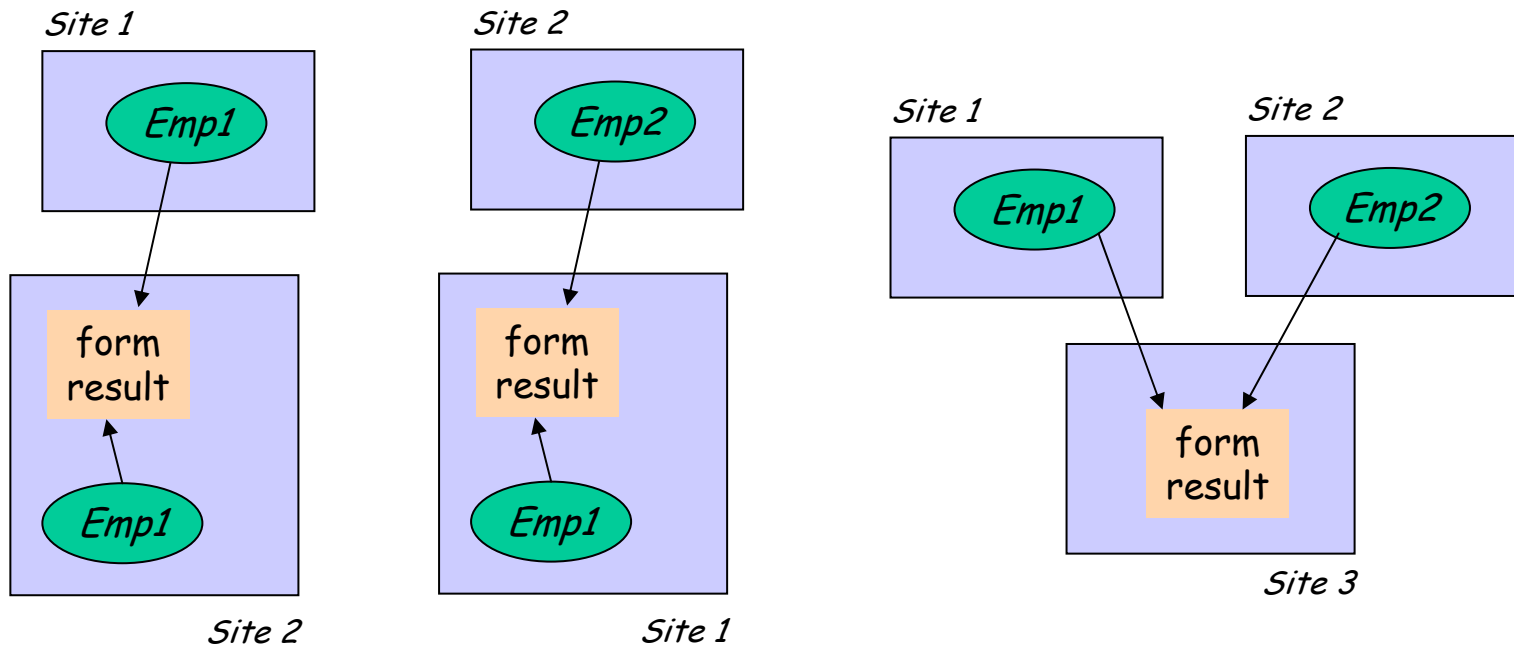 Site 1
Emp1
form
result
Emp1
Site 2
Site 2
Emp2
form
result
Emp1
Site 1
Site 1
Emp1
Site 2
Emp2
form
result
Site 3